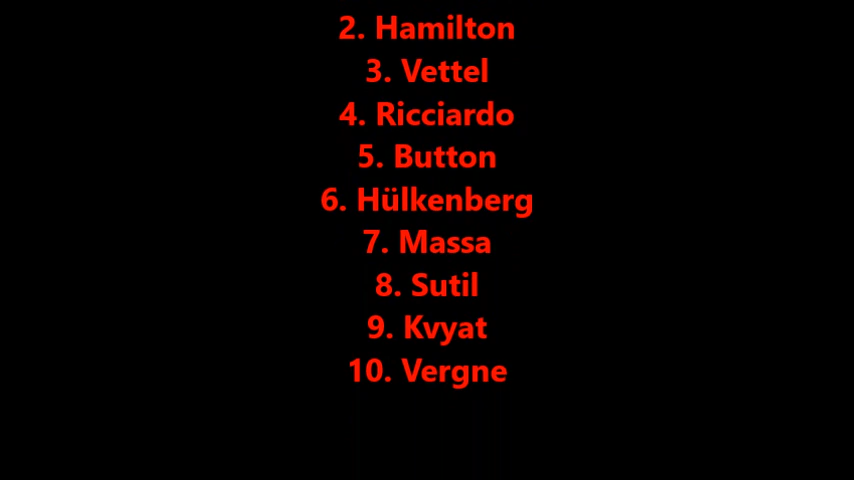 2. Hamilton
3. Vettel
4. Ricciardo
5. Button
6. Hülkenberg
7. Massa
8. Sutil
9. Kvyat
10. Vergne